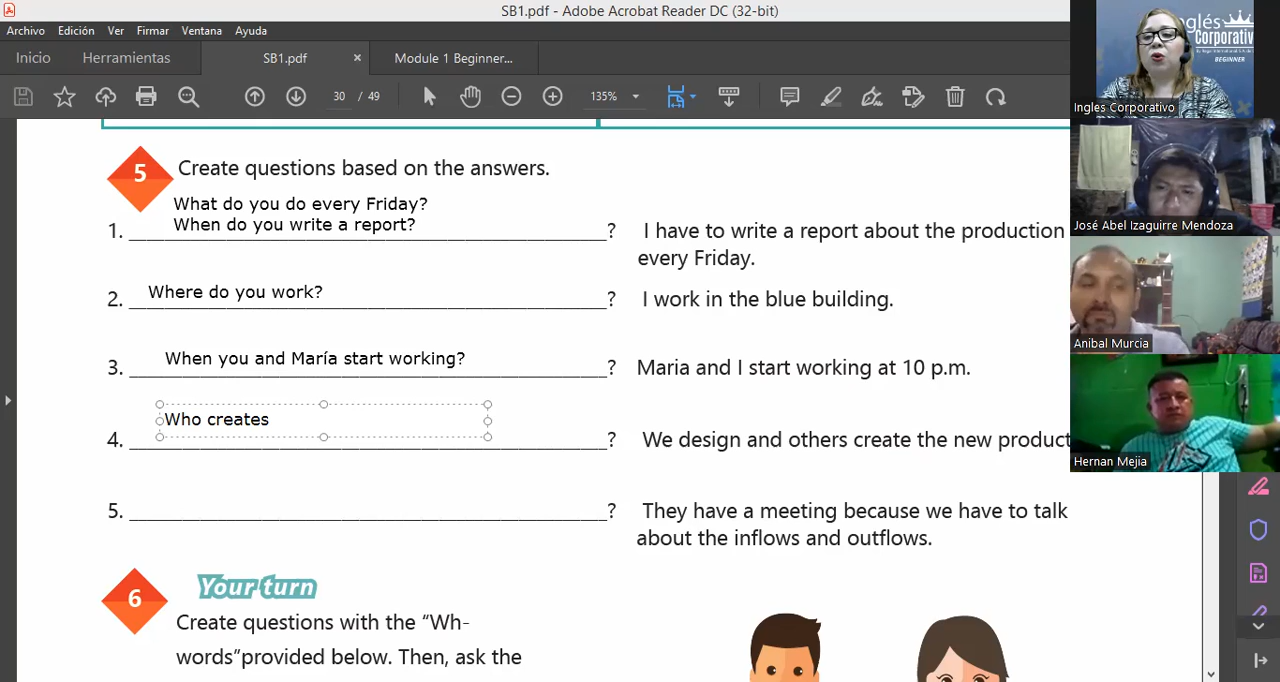 SB1.pdf - Adobe Acrobat Reader DC (32-bit)
Archivo Edición Ver Firmar Ventana Ayuda
Inicio Herramientas SB1.pdf × Module 1 Beginner...
30 / 49 135%
5 Create questions based on the answers.
What do you do every Friday?
When do you write a report?
1. ? I have to write a report about the production
every Friday.
Where do you work?
2. ? I work in the blue building.
When you and María start working?
3. ? Maria and I start working at 10 p.m.
Who creates
4. ? We design and others create the new product
5. ? They have a meeting because we have to talk
about the inflows and outflows.
6 Your turn
Create questions with the “Wh-
words”provided below. Then, ask the
nglés
Corporativ
BEGINNER
Ingles Corporativo
José Abel Izaguirre Mendoza
Anibal Murcia
Hernan Mejia